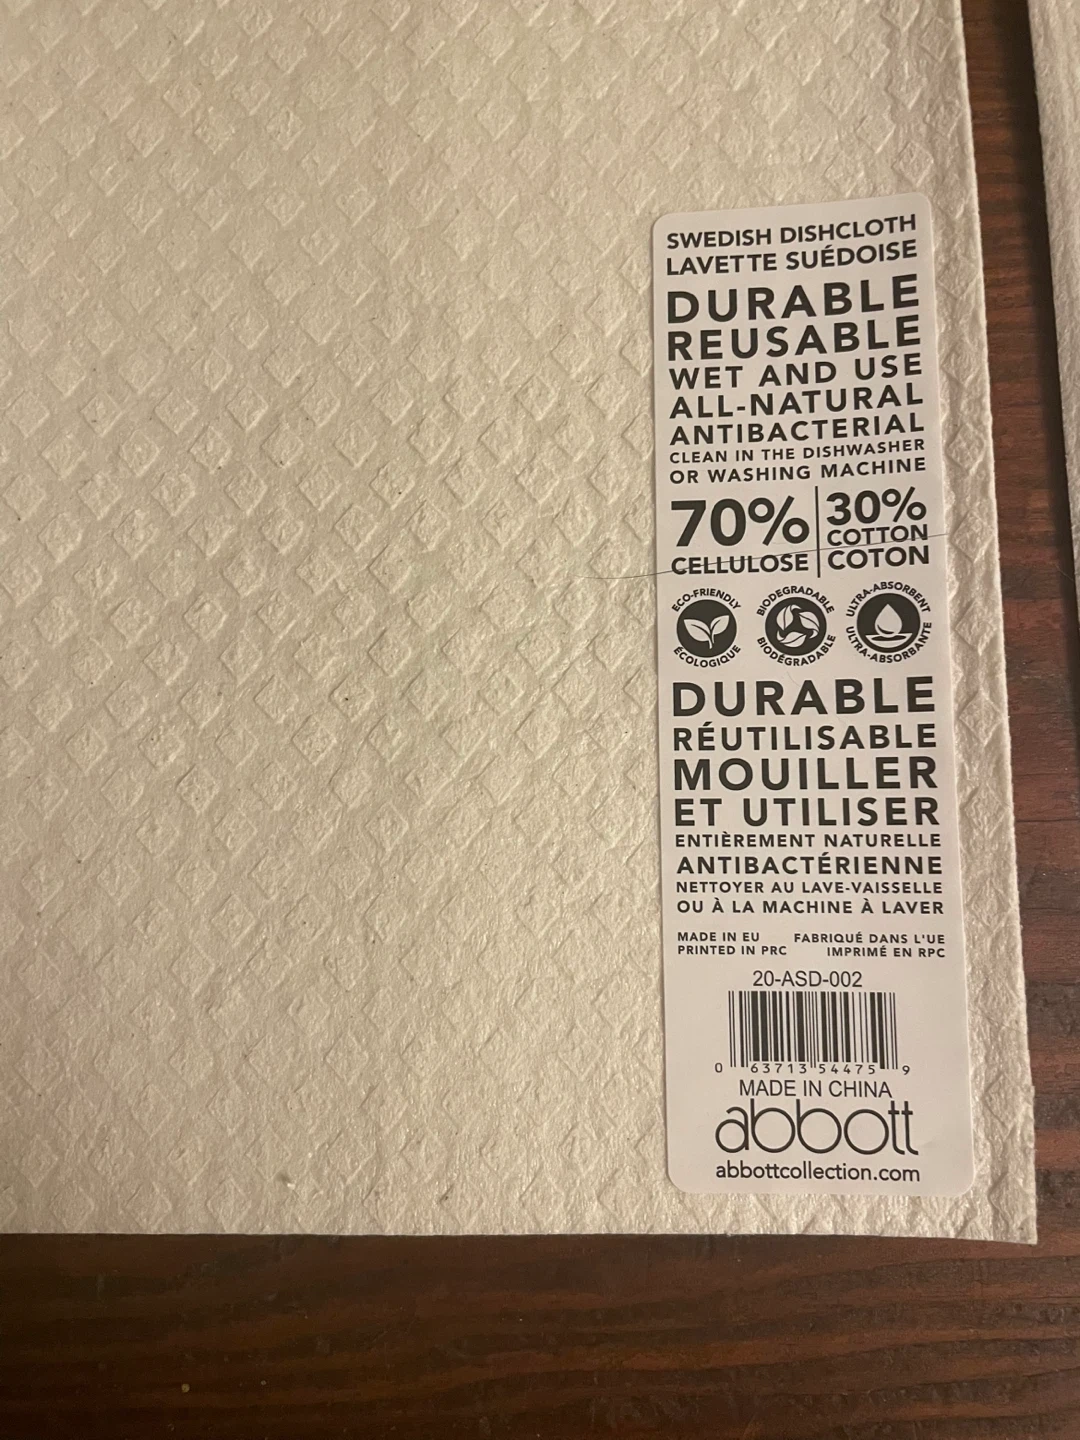 SWEDISH DISHCLOTH
LAVETTE SUÉDOISE
DURABLE
REUSABLE
WET AND USE
ALL-NATURAL
ANTIBACTERIAL
CLEAN IN THE DISHWASHER
OR WASHING MACHINE
70%
CELLULOSE
30%
COTTON
COTON
ECO-FRIENDLY
ÉCOLOGIQUE
BIODEGRADABLE
BIODÉGRADABLE
ULTRA-ABSORBENT
ULTRA-ABSORBANTE
DURABLE
RÉUTILISABLE
MOUILLER
ET UTILISER
ENTIÈREMENT NATURELLE
ANTIBACTÉRIENNE
NETTOYER AU LAVE-VAISSELLE
OU À LA MACHINE À LAVER
MADE IN EU
PRINTED IN PRC
FABRIQUÉ DANS L'UE
IMPRIMÉ EN RPC
20-ASD-002
0 63713 54475 9
MADE IN CHINA
abbott
abbottcollection.com